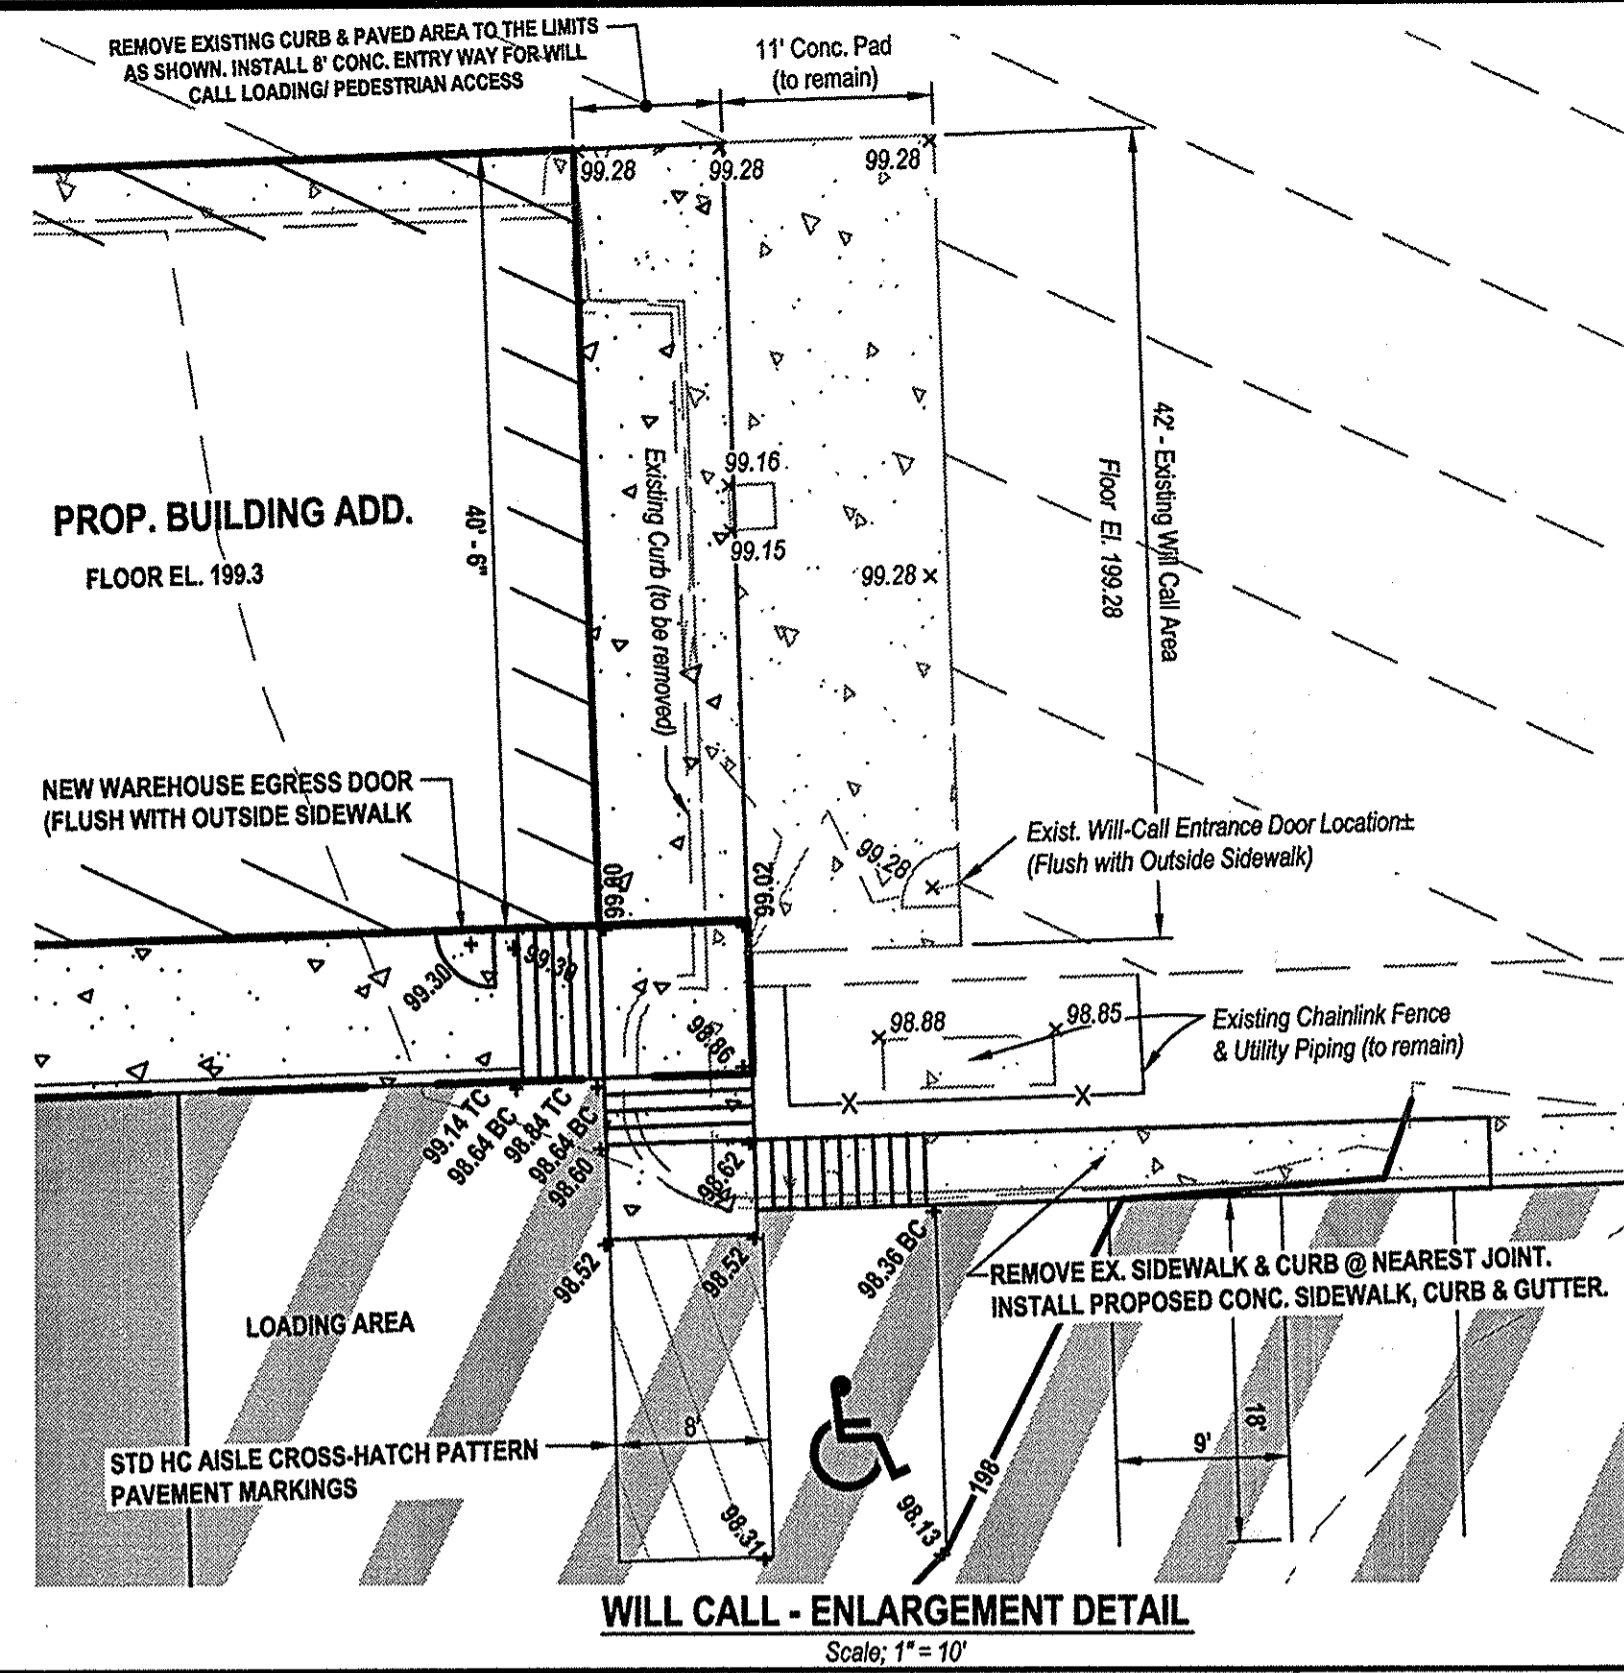 REMOVE EXISTING CURB & PAVED AREA TO THE LIMITS
AS SHOWN. INSTALL 8' CONC. ENTRY WAY FOR WILL
CALL LOADING/ PEDESTRIAN ACCESS
11' Conc. Pad
(to remain)
99.28
99.28
99.28
42' - Existing Will Call Area
Floor El. 199.28
99.16
99.15
99.28
Existing Curb (to be removed)
40' - 6"
PROP. BUILDING ADD.
FLOOR EL. 199.3
NEW WAREHOUSE EGRESS DOOR
(FLUSH WITH OUTSIDE SIDEWALK
Exist. Will-Call Entrance Door Location±
(Flush with Outside Sidewalk)
99.28
99.00
99.02
99.30
99.30
98.86
98.88
98.85
Existing Chainlink Fence
& Utility Piping (to remain)
99.14 TC
98.64 BC
98.84 TC
98.64 BC
98.60
98.62
98.52
98.52
98.36 BC
REMOVE EX. SIDEWALK & CURB @ NEAREST JOINT.
INSTALL PROPOSED CONC. SIDEWALK, CURB & GUTTER.
LOADING AREA
8'
18'
9'
STD HC AISLE CROSS-HATCH PATTERN
PAVEMENT MARKINGS
198
98.31
98.13
WILL CALL - ENLARGEMENT DETAIL
Scale; 1" = 10'